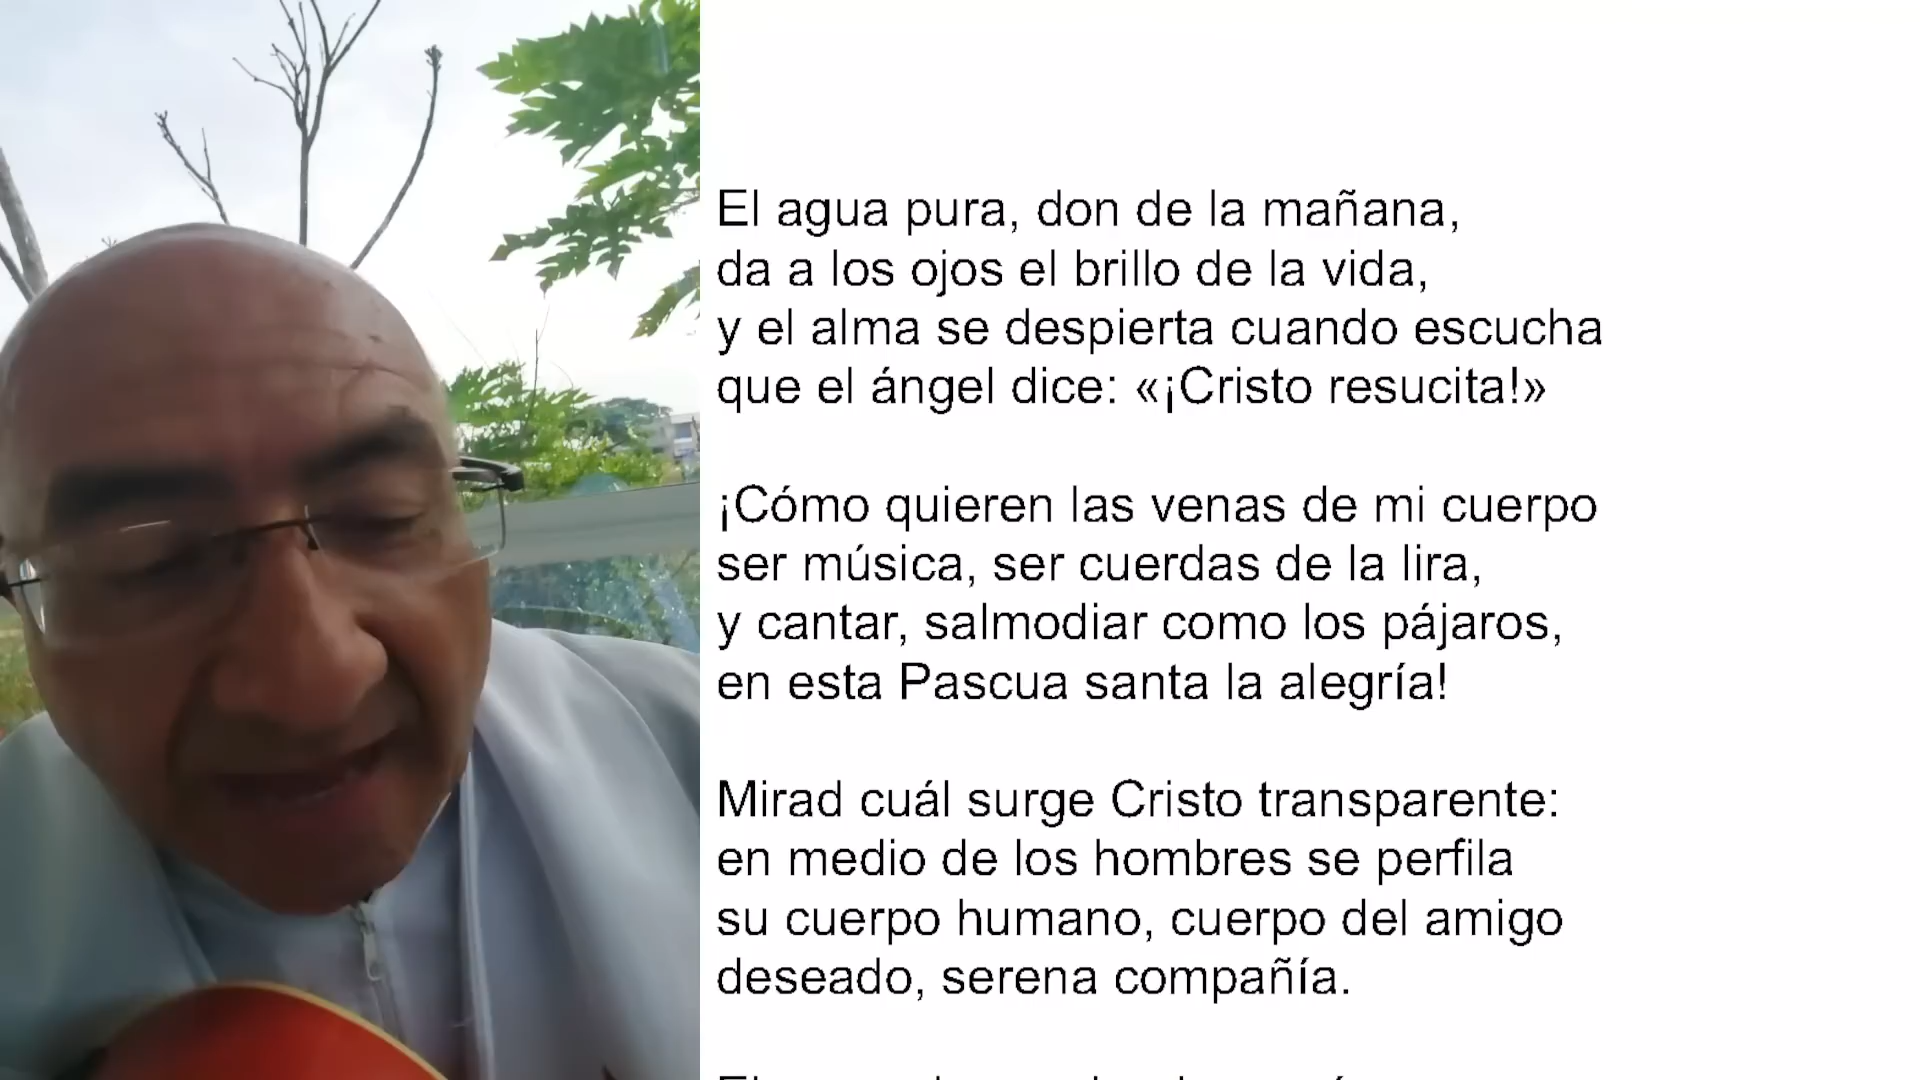 El agua pura, don de la mañana,
da a los ojos el brillo de la vida,
y el alma se despierta cuando escucha
que el ángel dice: «¡Cristo resucita!»
¡Cómo quieren las venas de mi cuerpo
ser música, ser cuerdas de la lira,
y cantar, salmodiar como los pájaros,
en esta Pascua santa la alegría!
Mirad cuál surge Cristo transparente:
en medio de los hombres se perfila
su cuerpo humano, cuerpo del amigo
deseado, serena compañía.